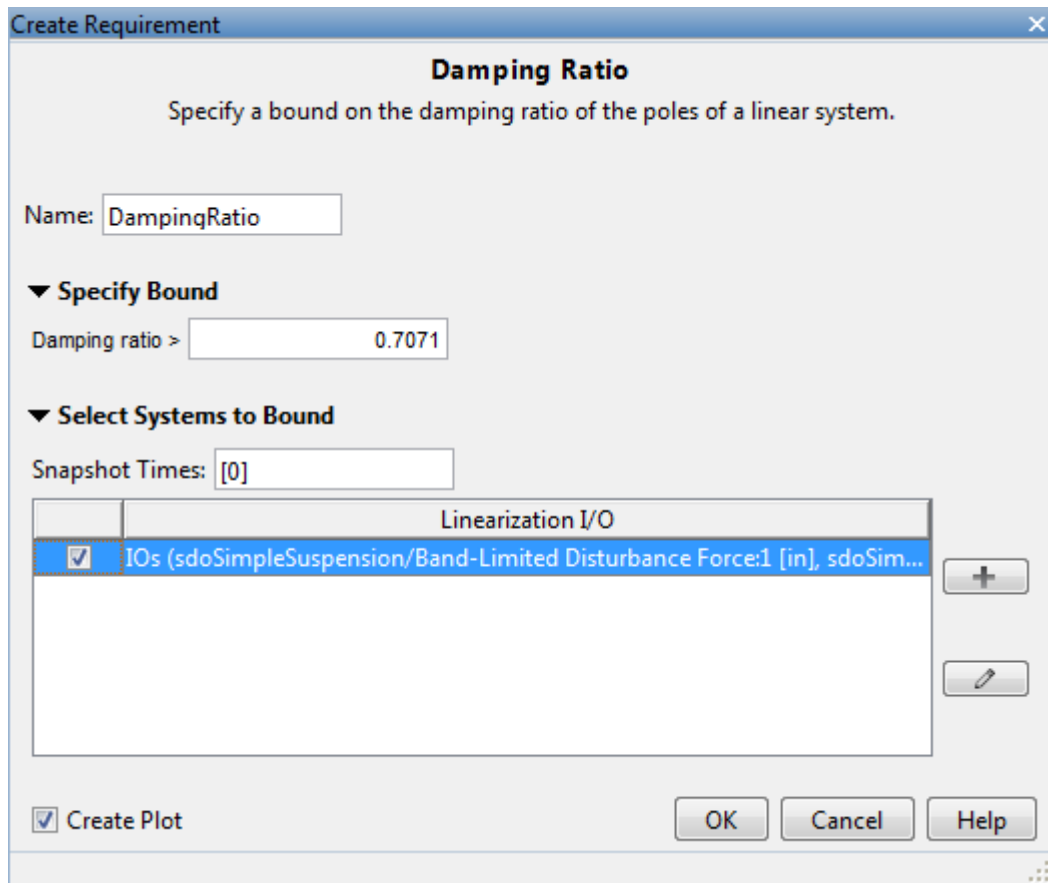 Create Requirement
Damping Ratio
Specify a bound on the damping ratio of the poles of a linear system.
Name: DampingRatio
Specify Bound
Damping ratio > 0.7071
Select Systems to Bound
Snapshot Times: [0]
Linearization I/O
IOs (sdoSimpleSuspension/Band-Limited Disturbance Force:1 [in], sdoSim...
Create Plot OK Cancel Help